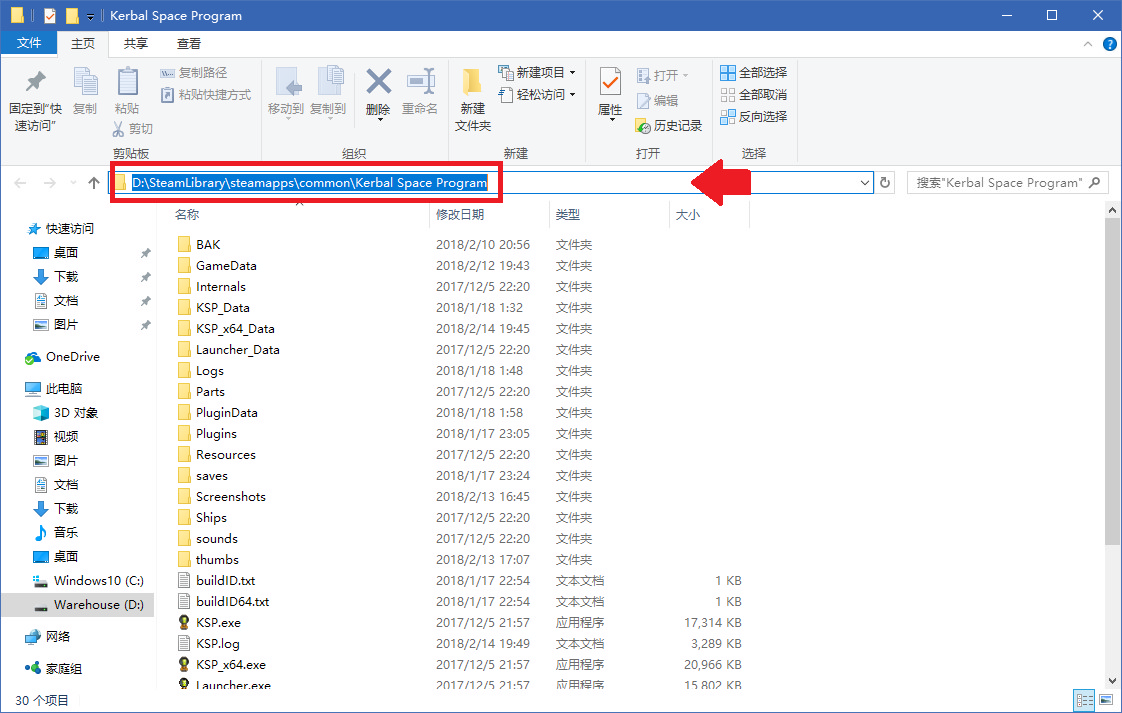 Kerbal Space Program
文件 主页 共享 查看
固定到"快速访问"
复制
粘贴
复制路径
粘贴快捷方式
剪切
剪贴板
移动到
复制到
删除
重命名
组织
新建文件夹
新建项目
轻松访问
新建
属性
打开
编辑
历史记录
打开
全部选择
全部取消
反向选择
选择
D:\SteamLibrary\steamapps\common\Kerbal Space Program
搜索"Kerbal Space Program"
快速访问
桌面
下载
文档
图片
OneDrive
此电脑
3D 对象
视频
图片
文档
下载
音乐
桌面
Windows10 (C:)
Warehouse (D:)
网络
家庭组
名称 修改日期 类型 大小
BAK 2018/2/10 20:56 文件夹
GameData 2018/2/12 19:43 文件夹
Internals 2017/12/5 22:20 文件夹
KSP_Data 2018/1/18 1:32 文件夹
KSP_x64_Data 2018/2/14 19:45 文件夹
Launcher_Data 2017/12/5 22:20 文件夹
Logs 2018/1/18 1:48 文件夹
Parts 2017/12/5 22:20 文件夹
PluginData 2018/1/18 1:58 文件夹
Plugins 2018/1/17 23:05 文件夹
Resources 2017/12/5 22:20 文件夹
saves 2018/1/17 23:24 文件夹
Screenshots 2018/2/13 16:45 文件夹
Ships 2017/12/5 22:20 文件夹
sounds 2017/12/5 22:20 文件夹
thumbs 2018/2/13 17:07 文件夹
buildID.txt 2018/1/17 22:54 文本文档 1 KB
buildID64.txt 2018/1/17 22:54 文本文档 1 KB
KSP.exe 2017/12/5 21:57 应用程序 17,314 KB
KSP.log 2018/2/14 19:49 文本文档 3,289 KB
KSP_x64.exe 2017/12/5 21:57 应用程序 20,966 KB
Launcher.exe 2017/12/5 21:57 应用程序 15,802 KB
30 个项目